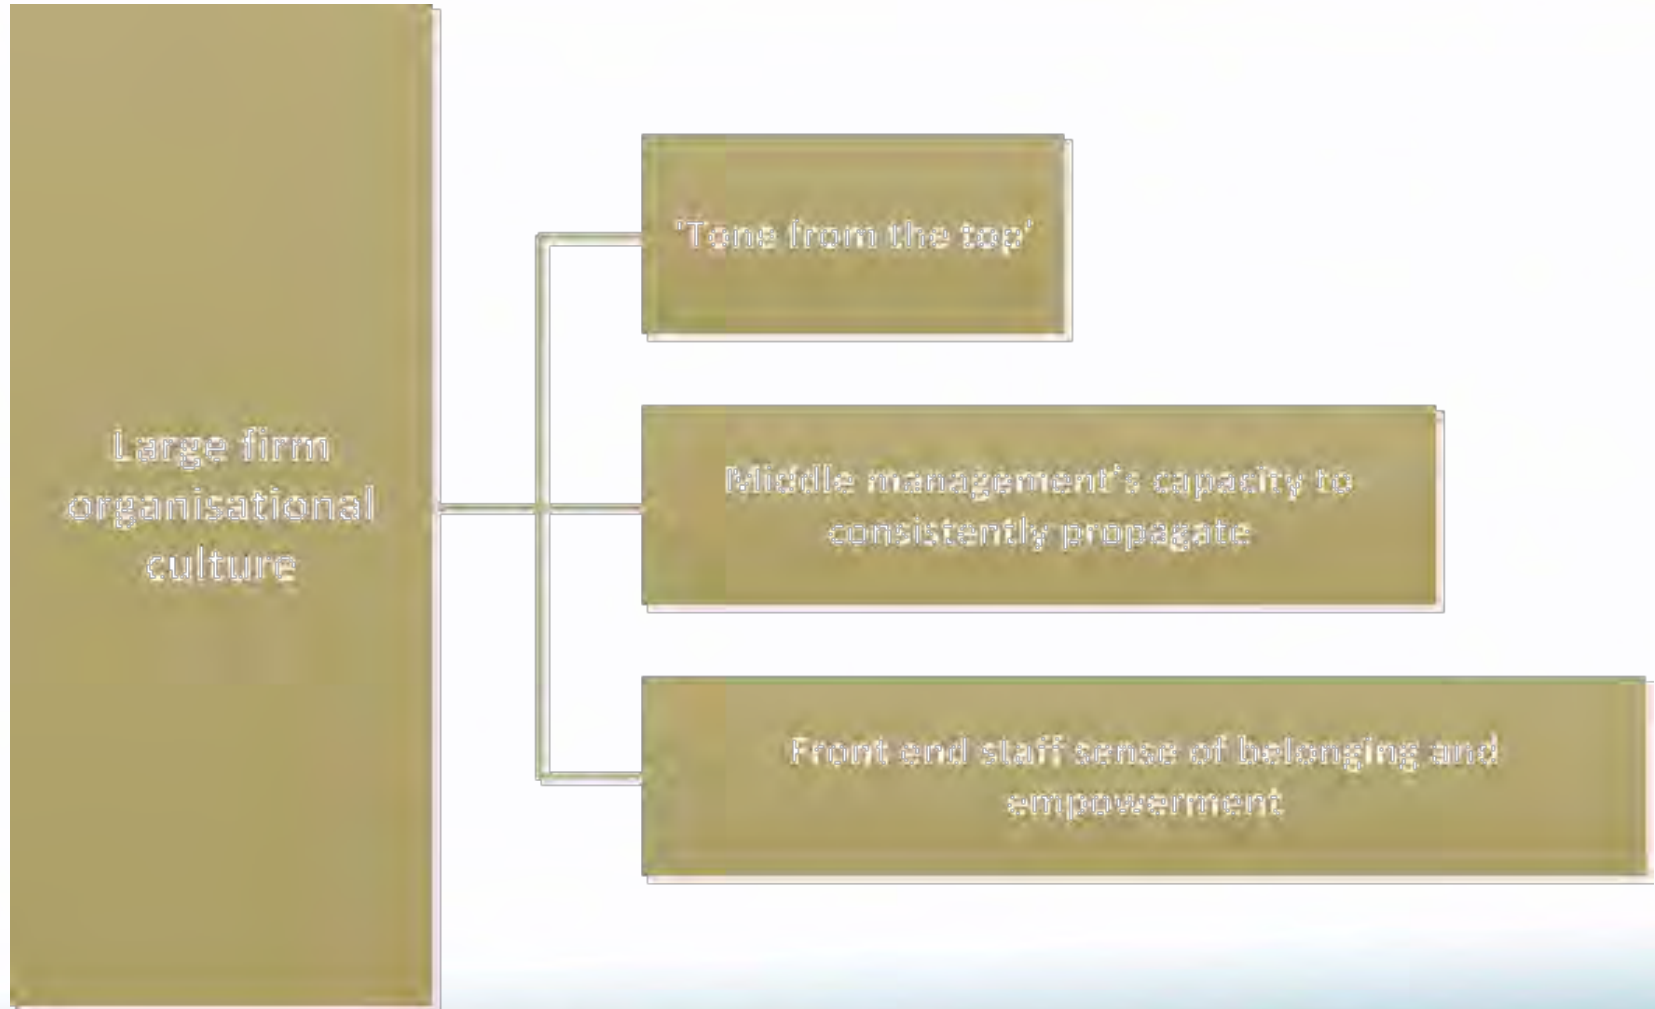 Large firm
organisational
culture
'Tone from the top'
Middle management's capacity to
consistently propagate
Front end staff sense of belonging and
empowerment